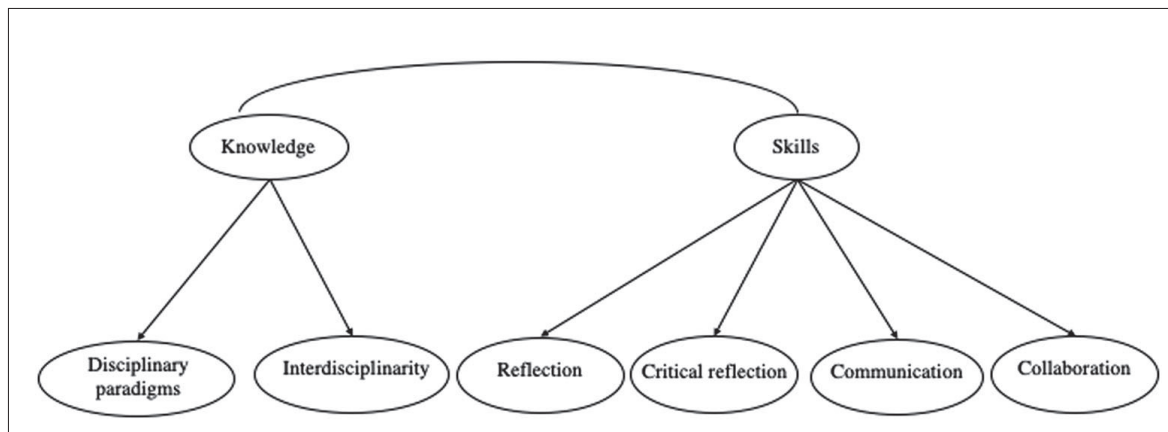 Knowledge
Skills
Disciplinary
paradigms
Interdisciplinarity
Reflection
Critical reflection
Communication
Collaboration